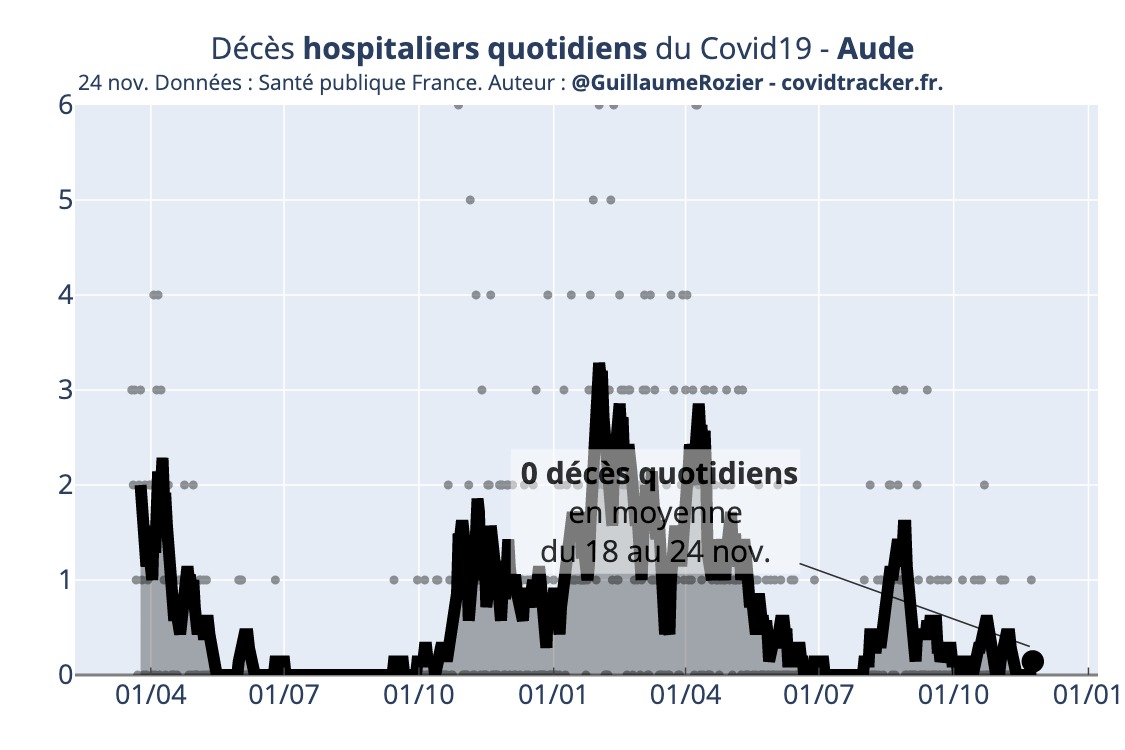 Décès hospitaliers quotidiens du Covid19 - Aude
24 nov. Données : Santé publique France. Auteur : @GuillaumeRozier - covidtracker.fr.
6
5
4
3
2
1
0
0 décès quotidiens
en moyenne
du 18 au 24 nov.
01/04 01/07 01/10 01/01 01/04 01/07 01/10 01/01